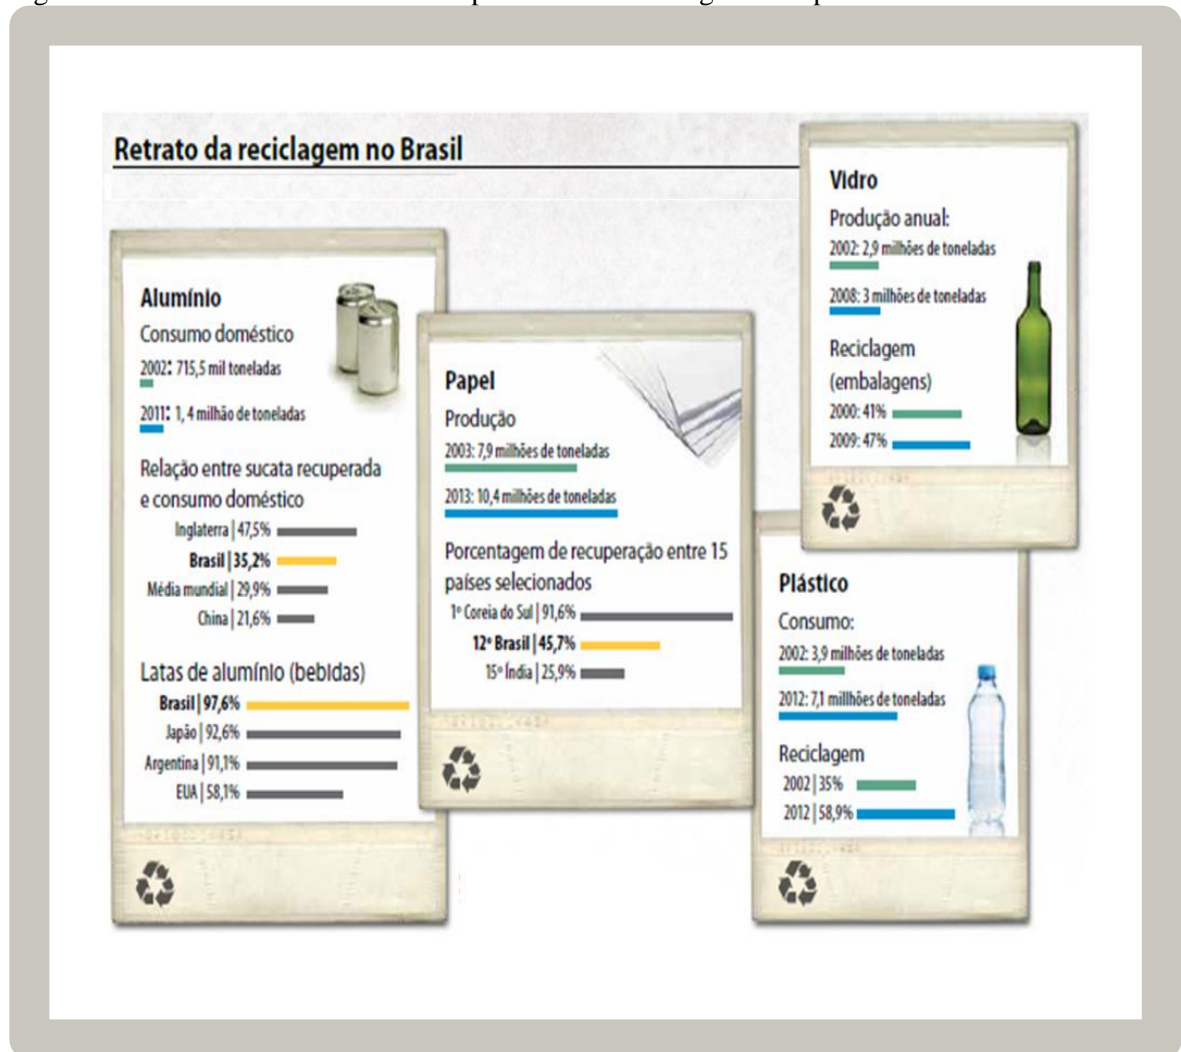 Retrato da reciclagem no Brasil
Alumínio
Consumo doméstico
2002: 715,5 mil toneladas
2011: 1, 4 milhão de toneladas
Relação entre sucata recuperada
e consumo doméstico
Inglaterra | 47,5%
Brasil | 35,2%
Média mundial | 29,9%
China | 21,6%
Latas de alumínio (bebidas)
Brasil | 97,6%
Japão | 92,6%
Argentina | 91,1%
EUA | 58,1%
Papel
Produção
2003: 7,9 milhões de toneladas
2013: 10,4 milhões de toneladas
Porcentagem de recuperação entre 15
países selecionados
1º Coreia do Sul | 91,6%
12º Brasil | 45,7%
15º Índia | 25,9%
Vidro
Produção anual:
2002: 2,9 milhões de toneladas
2008: 3 milhões de toneladas
Reciclagem
(embalagens)
2000: 41%
2009: 47%
Plástico
Consumo:
2002: 3,9 milhões de toneladas
2012: 7,1 millhões de toneladas
Reciclagem
2002 | 35%
2012 | 58,9%